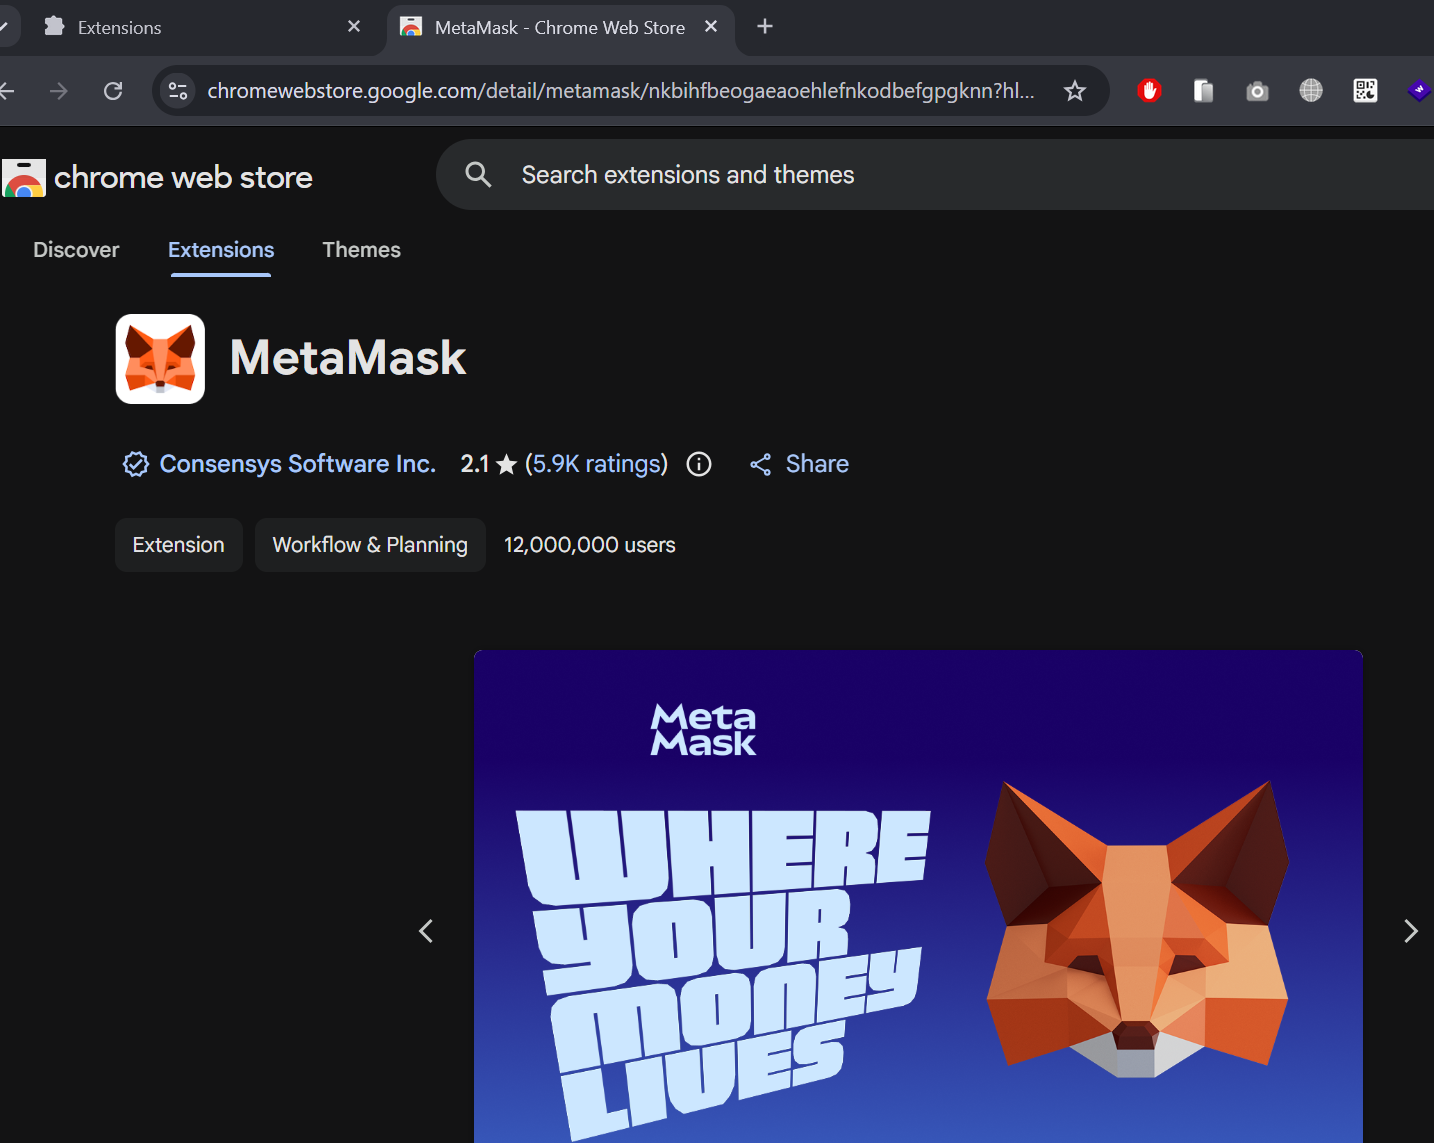 Extensions
MetaMask - Chrome Web Store
chromewebstore.google.com/detail/metamask/nkbihfbeogaeaoehlefnkodbefgpgknn?hl...
chrome web store
Search extensions and themes
Discover
Extensions
Themes
MetaMask
Consensys Software Inc. 2.1 ★ (5.9K ratings) Share
Extension
Workflow & Planning
12,000,000 users
Meta
Mask
WHERE
YOUR
MONEY
LIVES